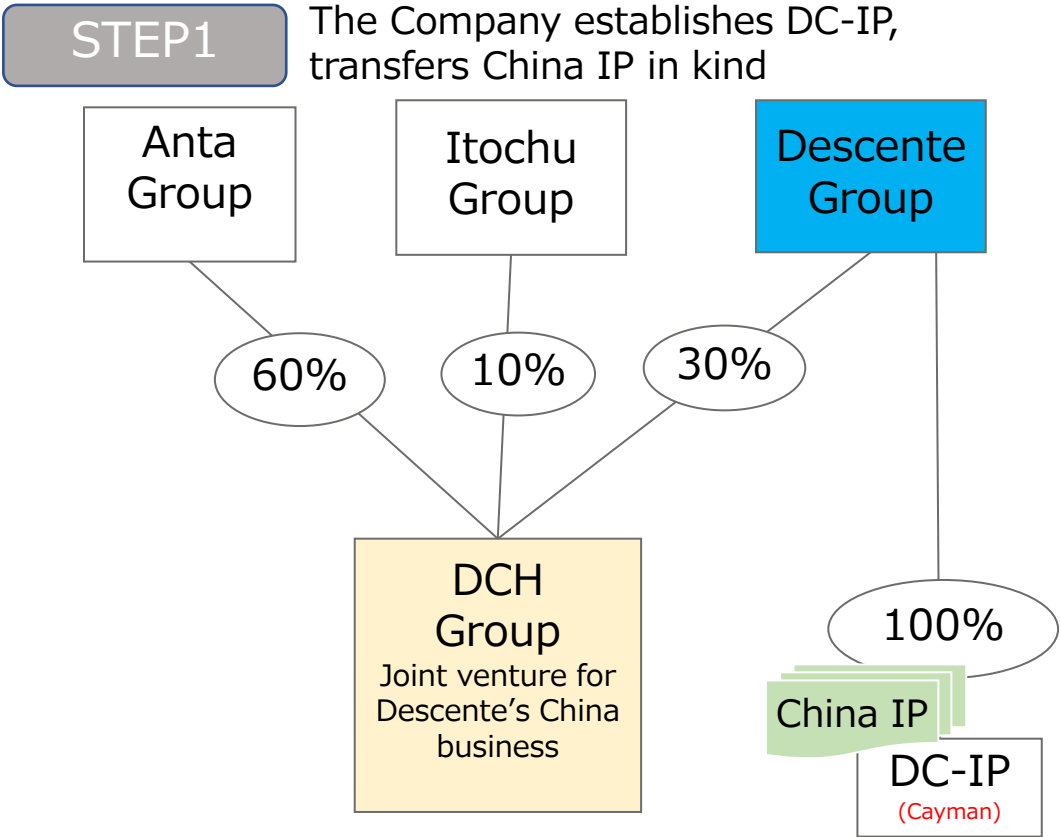 STEP1
The Company establishes DC-IP,
transfers China IP in kind
Anta
Group
Itochu
Group
Descente
Group
60%
10%
30%
DCH
Group
Joint venture for
Descente's China
business
100%
China IP
DC-IP
(Cayman)